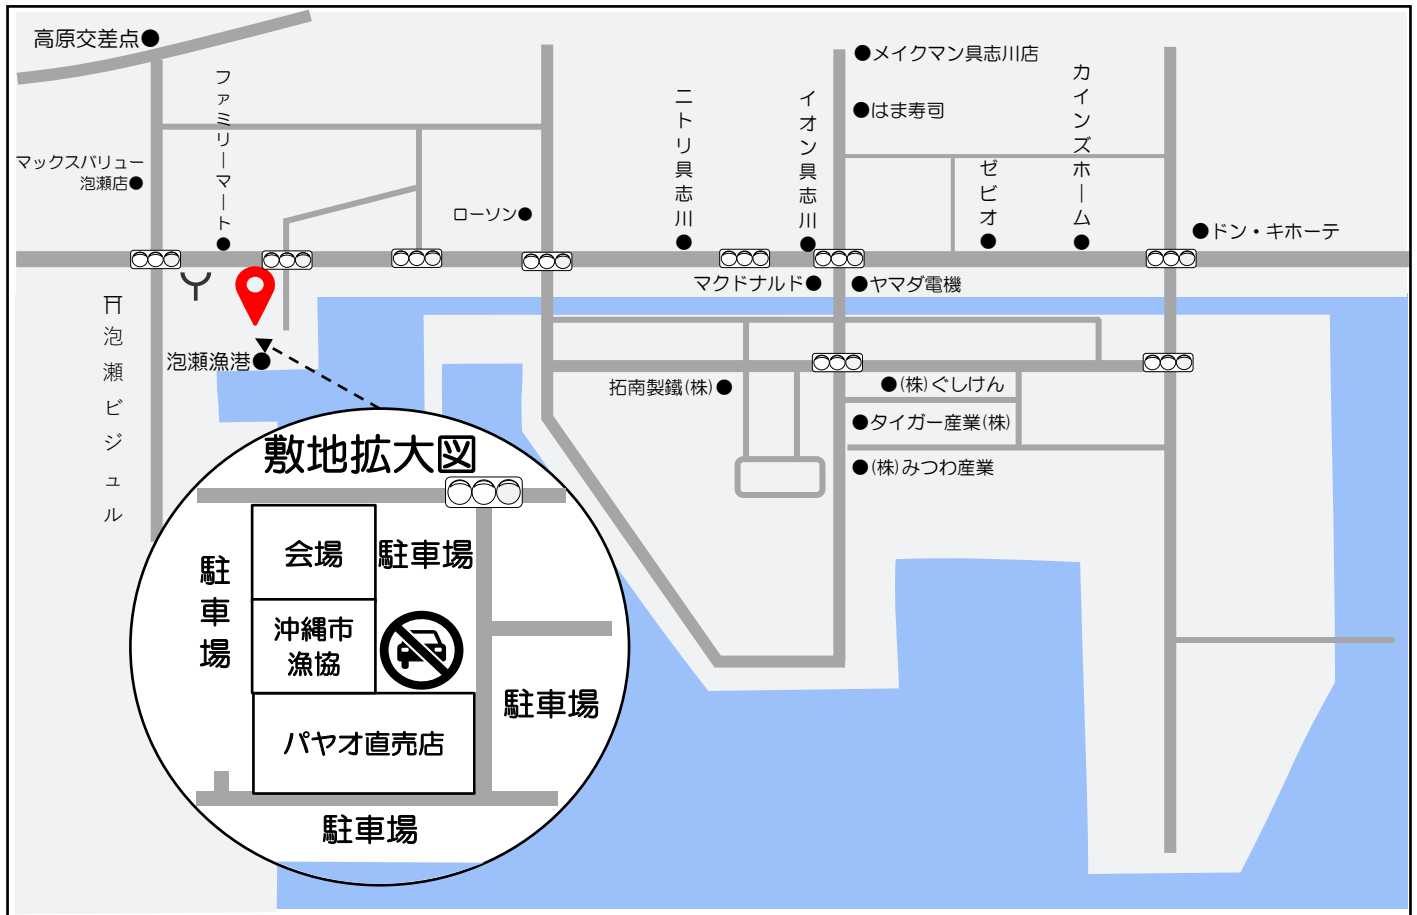 高原交差点
ファミリーマート
マックスバリュー
泡瀬店
ローソン
ニトリ具志川
イオン具志川
メイクマン具志川店
はま寿司
カインズホーム
ゼビオ
ドン・キホーテ
マクドナルド
ヤマダ電機
泡瀬ビジュル
泡瀬漁港
拓南製鐵(株)
(株)ぐしけん
タイガー産業(株)
(株)みつわ産業
敷地拡大図
会場
駐車場
駐車場
沖縄市
漁協
駐車場
パヤオ直売店
駐車場